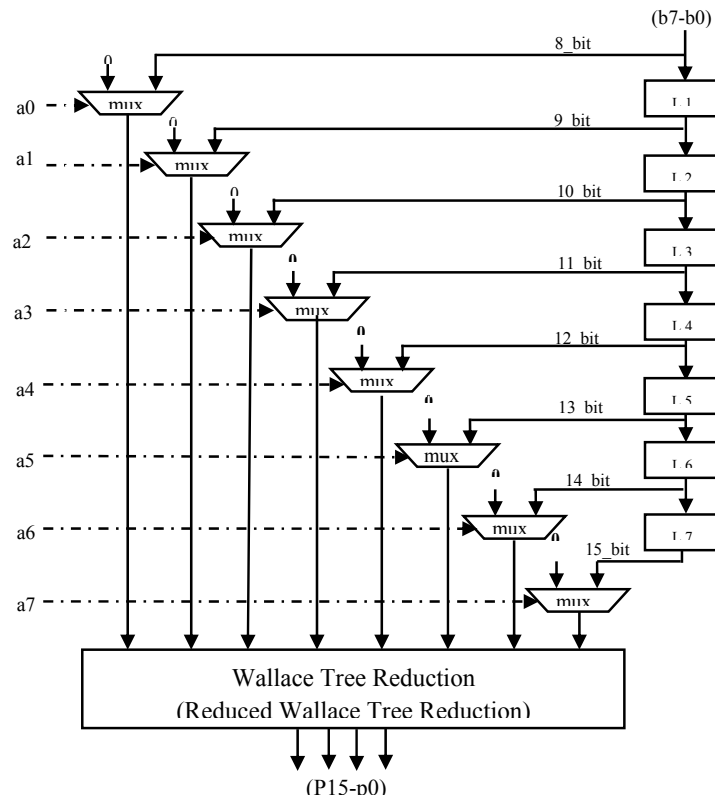 (b7-b0)
8_bit
0
mux
L1
a0
0
9_bit
mux
L2
a1
0
10_bit
mux
L3
a2
0
11_bit
mux
L4
a3
0
12_bit
mux
L5
a4
0
13_bit
mux
L6
a5
0
14_bit
mux
L7
a6
0
15_bit
mux
a7
Wallace Tree Reduction
(Reduced Wallace Tree Reduction)
(P15-p0)